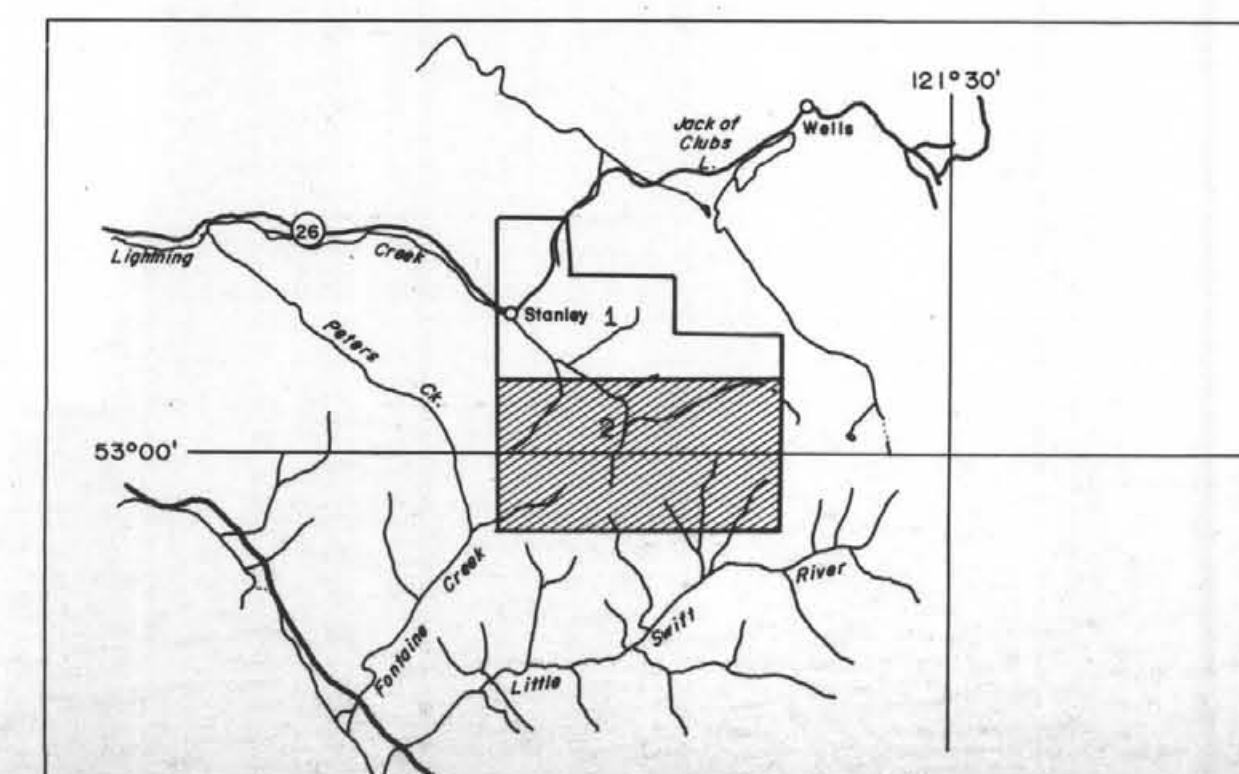 121° 30'
Jack of
Clubs
L.
Wells
26
Lightning
Creek
Stanley
1
Peters
Ck.
2
53°00'
Creek
River
Fontaine
Swift
Little